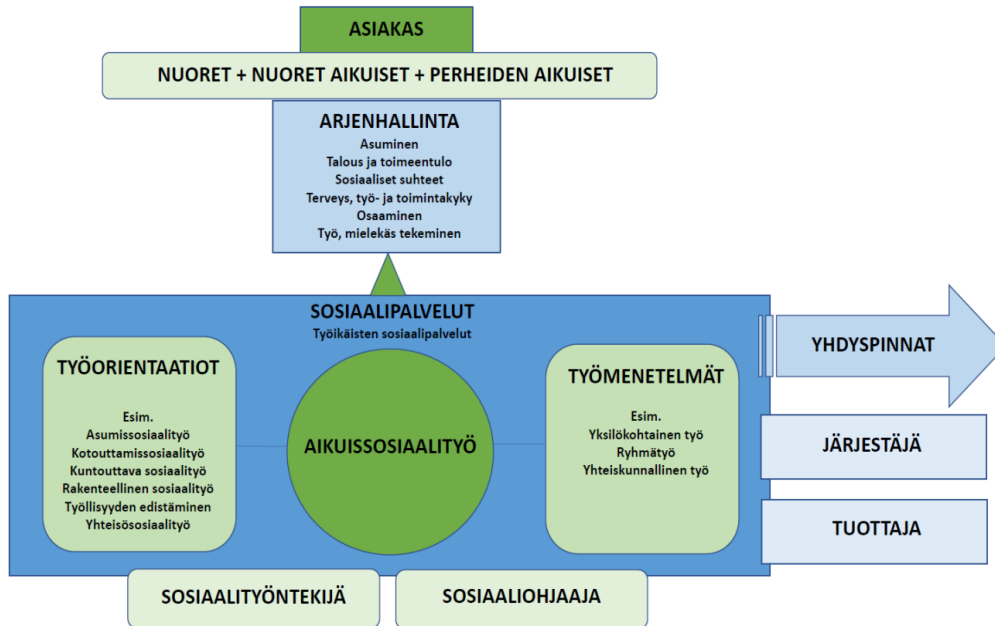 ASIAKAS
NUORET + NUORET AIKUISET + PERHEIDEN AIKUISET
ARJENHALLINTA
Asuminen
Talous ja toimeentulo
Sosiaaliset suhteet
Terveys, työ- ja toimintakyky
Osaaminen
Työ, mielekäs tekeminen
SOSIAALIPALVELUT
Työikäisten sosiaalipalvelut
TYÖORIENTAATIOT
Esim.
Asumissosiaalityö
Kotouttamissosiaalityö
Kuntouttava sosiaalityö
Rakenteellinen sosiaalityö
Työllisyyden edistäminen
Yhteisösosiaalityö
AIKUISSOSIAALITYÖ
TYÖMENETELMÄT
Esim.
Yksilökohtainen työ
Ryhmätyö
Yhteiskunnallinen työ
YHDYSPINNAT
JÄRJESTÄJÄ
TUOTTAJA
SOSIAALITYÖNTEKIJÄ
SOSIAALIOHJAAJA